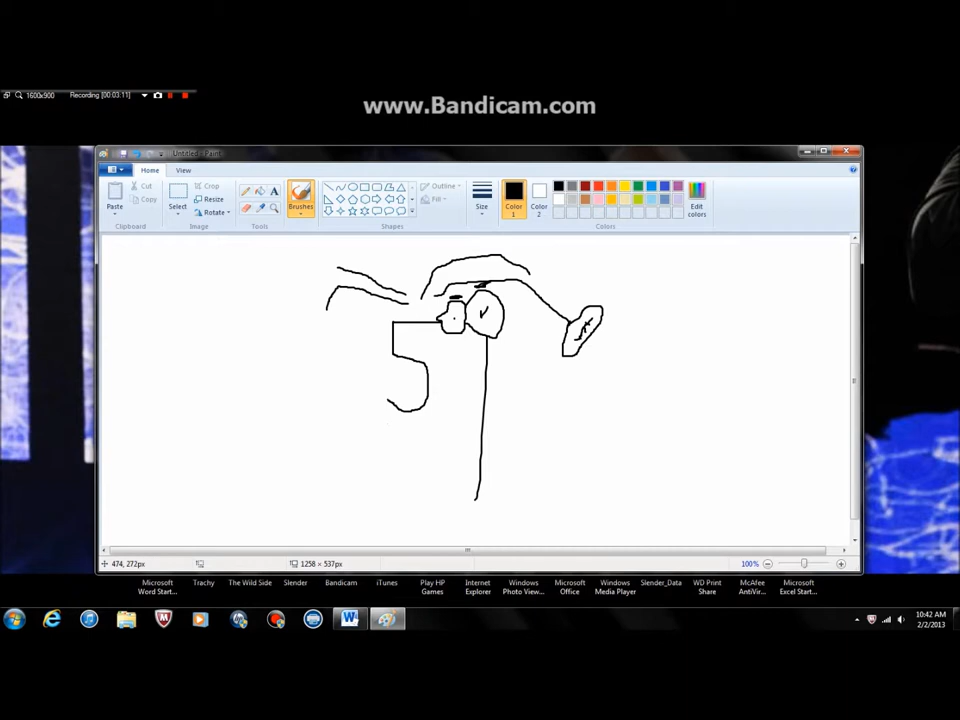 1600x900 Recording [00:03:11]
www.Bandicam.com
Untitled - Paint
Home View
Paste
Cut
Copy
Clipboard
Select
Crop
Resize
Rotate
Image
Tools
Brushes
Shapes
Outline
Fill
Size
Color 1
Color 2
Colors
Edit colors
474, 272px 1258 × 537px 100%
Microsoft Word Start...
Trachy
The Wild Side
Slender
Bandicam
iTunes
Play HP Games
Internet Explorer
Windows Photo View...
Microsoft Office
Windows Media Player
Slender_Data
WD Print Share
McAfee AntiVir...
Microsoft Excel Start...
10:42 AM
2/2/2013